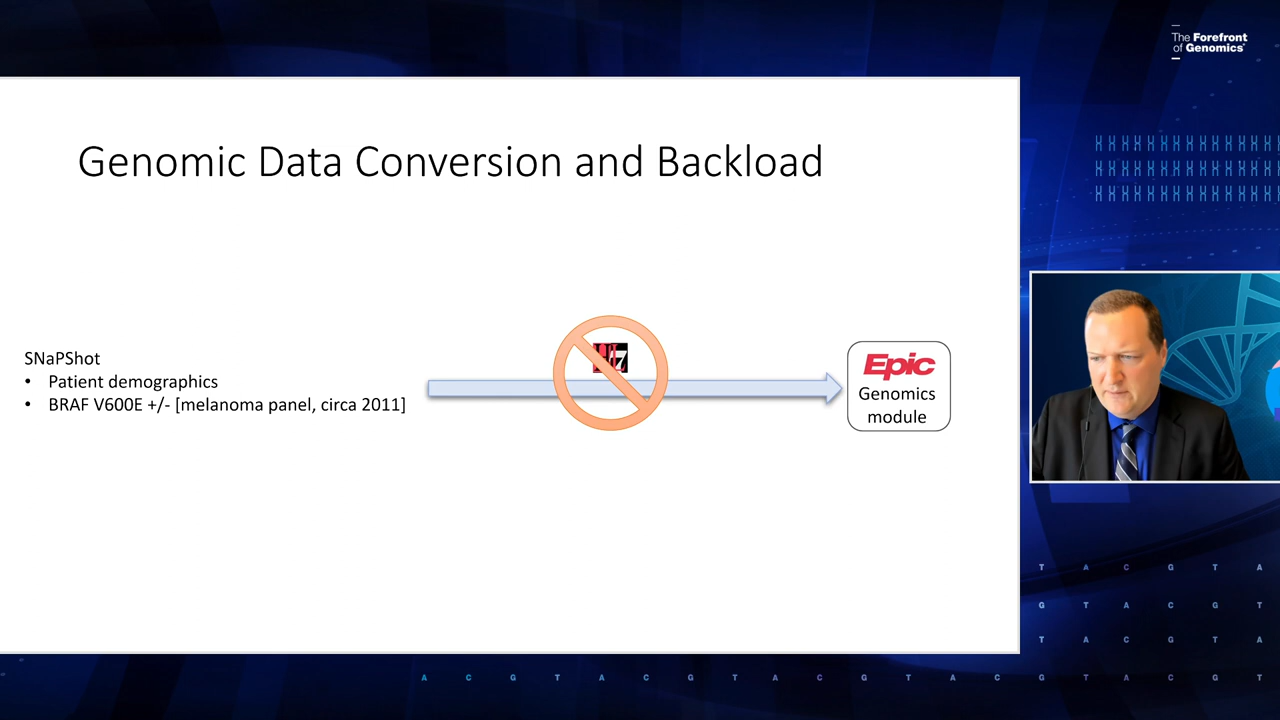 The Forefront
of Genomics
Genomic Data Conversion and Backload
SNaPShot
• Patient demographics
• BRAF V600E +/- [melanoma panel, circa 2011]
Epic
Genomics
module
T A C G T A
G T A C G T
T A C G T A
A C G T A C G T A C G T A C G T A C G T